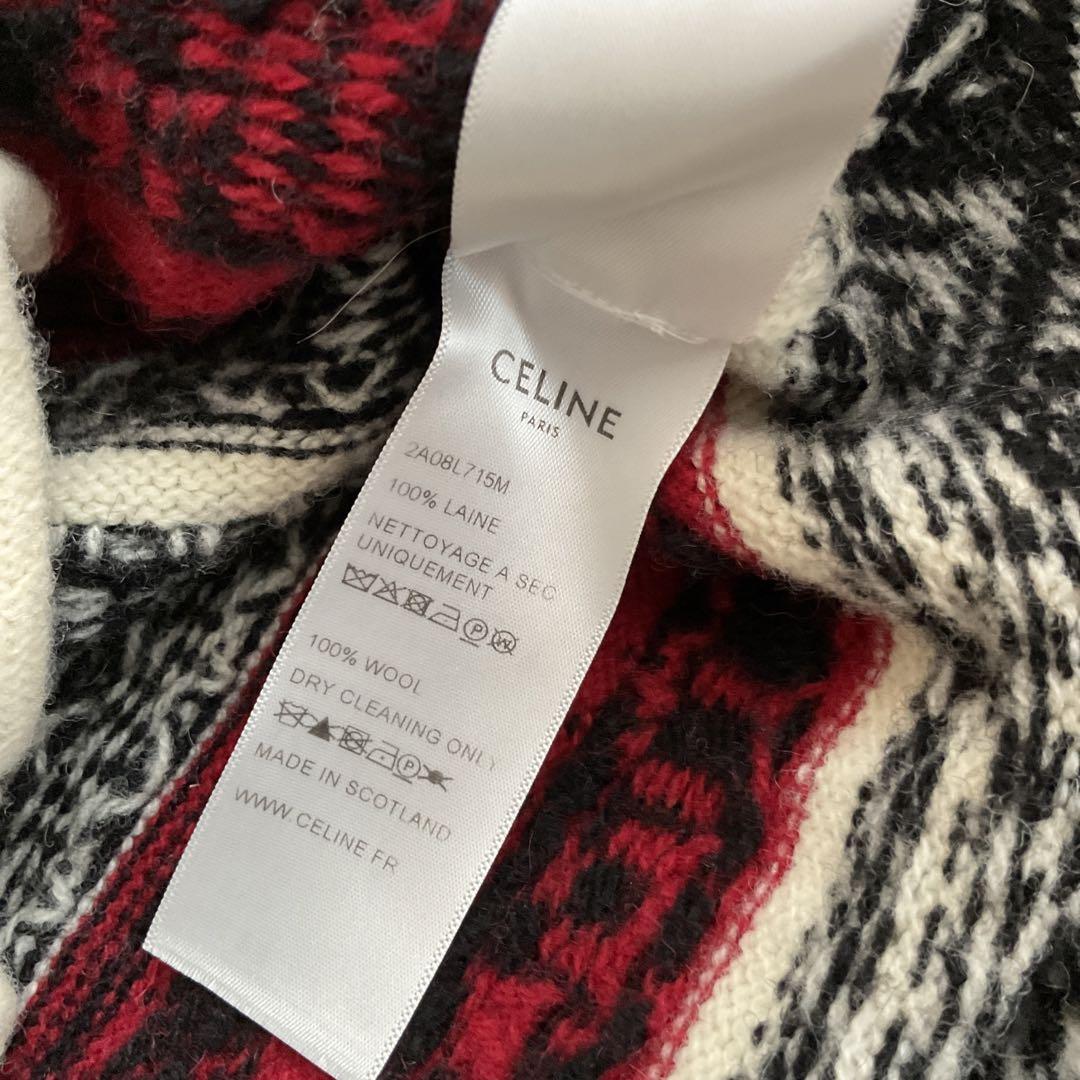 CELINE
PARIS
2A08L715M
100% LAINE
NETTOYAGE A SEC
UNIQUEMENT
P W
100% WOOL
DRY CLEANING ONLY
P
MADE IN SCOTLAND
WWW.CELINE.FR